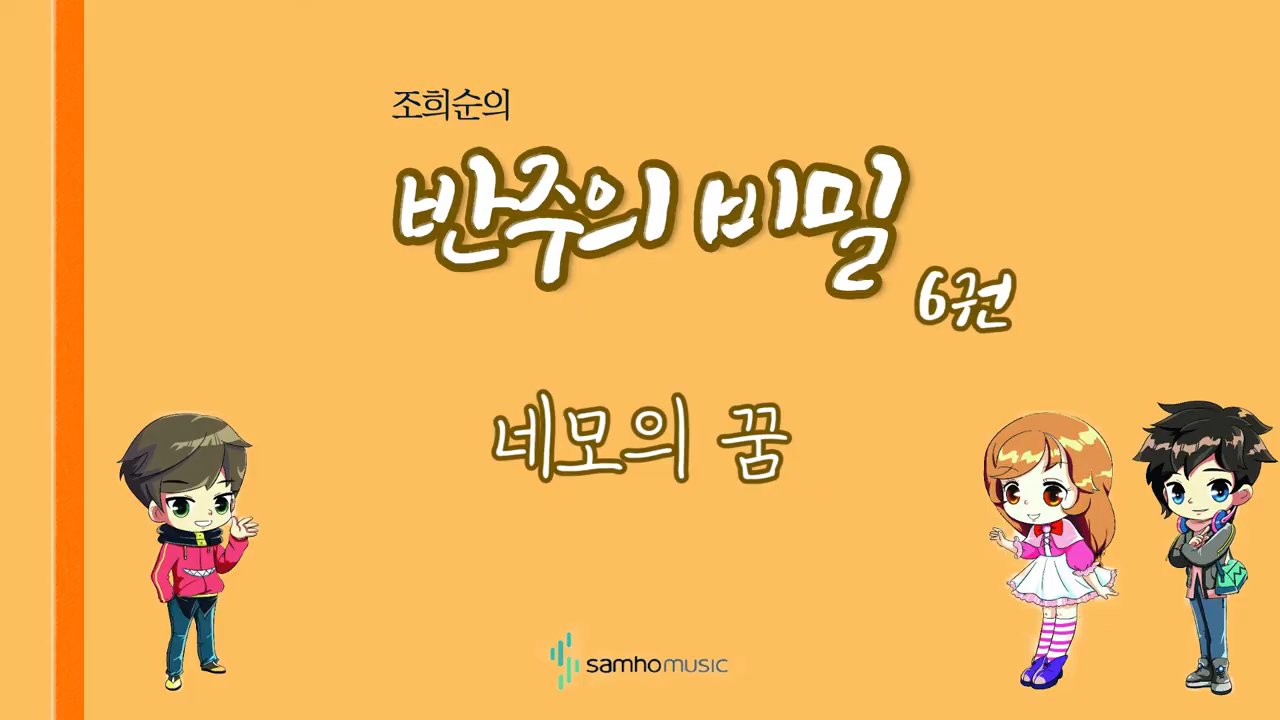 조희순의
반주의 비밀
6권
네모의 꿈
samhomusic